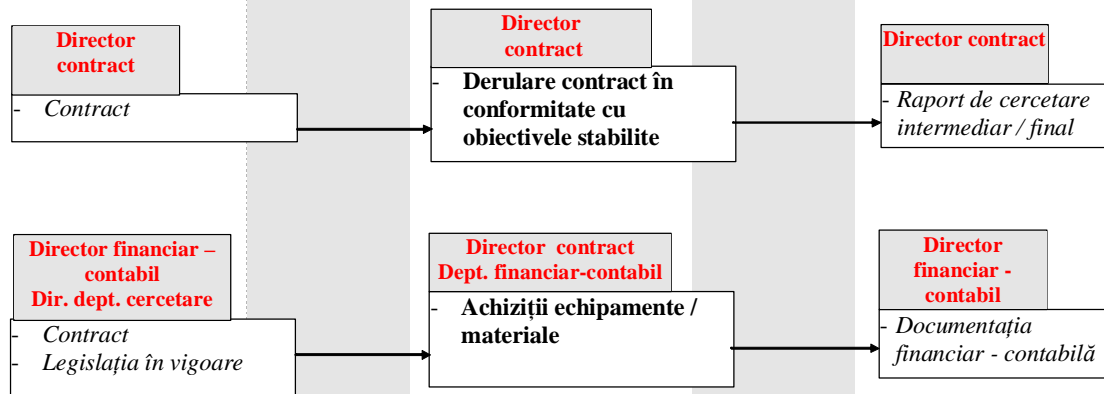 Director
contract
- Contract
Director
contract
- Derulare contract în
conformitate cu
obiectivele stabilite
Director contract
- Raport de cercetare
intermediar / final
Director financiar –
contabil
Dir. dept. cercetare
- Contract
- Legislația în vigoare
Director contract
Dept. financiar-contabil
- Achiziții echipamente /
materiale
Director
financiar -
contabil
- Documentația
financiar - contabilă